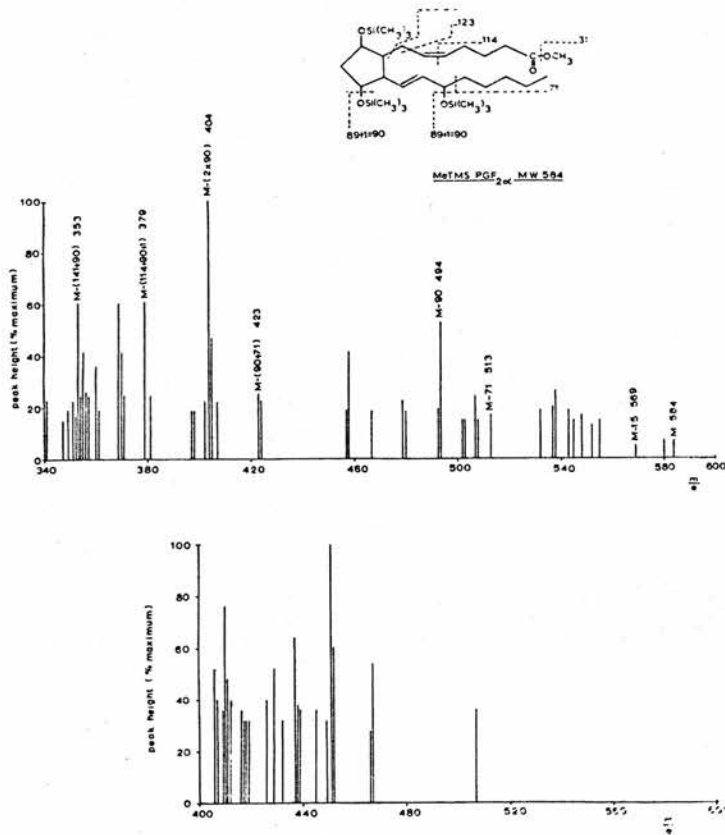 OSi(CH3)3
123
114
31
OCH3
O
71
OSi(CH3)3
OSi(CH3)3
89+1=90
89+1=90
MeTMS PGF2α MW 584
peak height (% maximum)
100
80
60
40
20
0
M-(141+90) 353
M-(114+90+1) 379
M-(2x90) 404
M-(90+71) 423
M-90 494
M-71 513
M-15 569
M 584
340
380
420
460
500
540
560
600
m/e
peak height (% maximum)
100
80
60
40
20
0
400
440
480
520
560
m/e